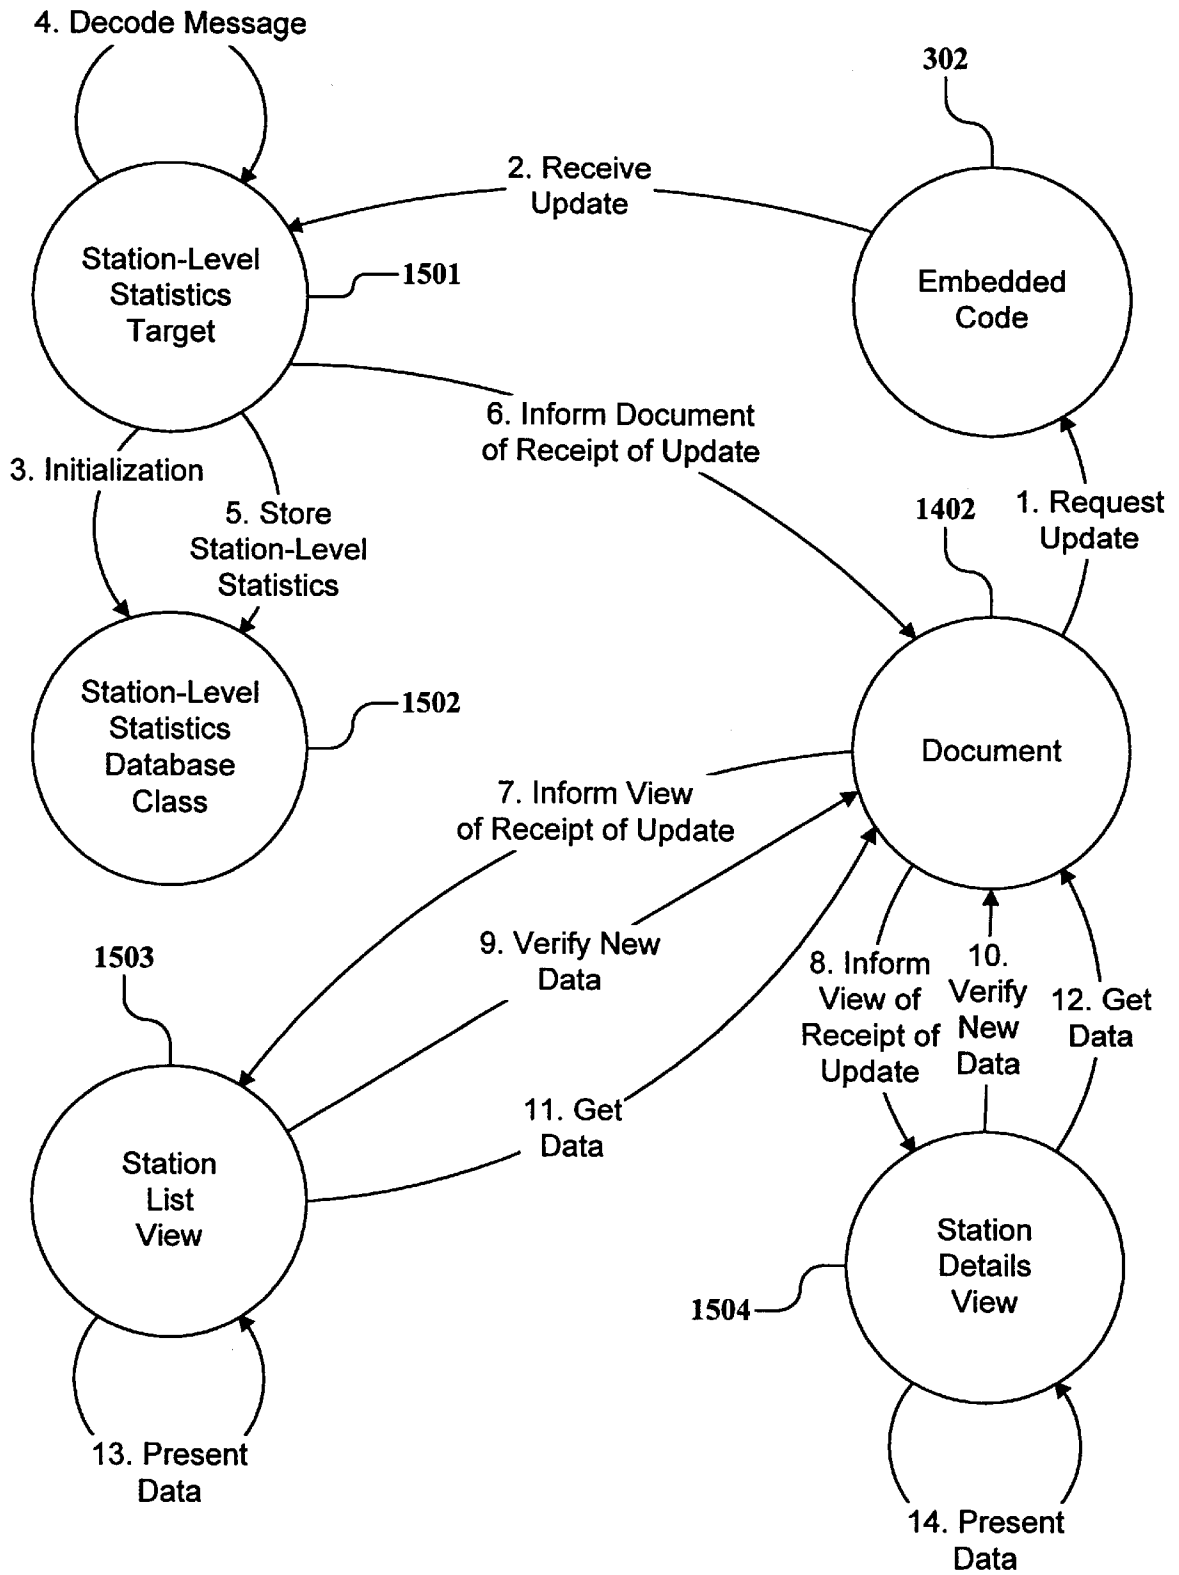 4. Decode Message
302
2. Receive
Update
Station-Level
Statistics
Target
1501
Embedded
Code
6. Inform Document
of Receipt of Update
3. Initialization
5. Store
Station-Level
Statistics
1402
1. Request
Update
Station-Level
Statistics
Database
Class
1502
Document
7. Inform View
of Receipt of Update
9. Verify New
Data
1503
8. Inform
View of
Receipt of
Update
10.
Verify
New
Data
12. Get
Data
11. Get
Data
Station
List
View
Station
Details
View
1504
13. Present
Data
14. Present
Data